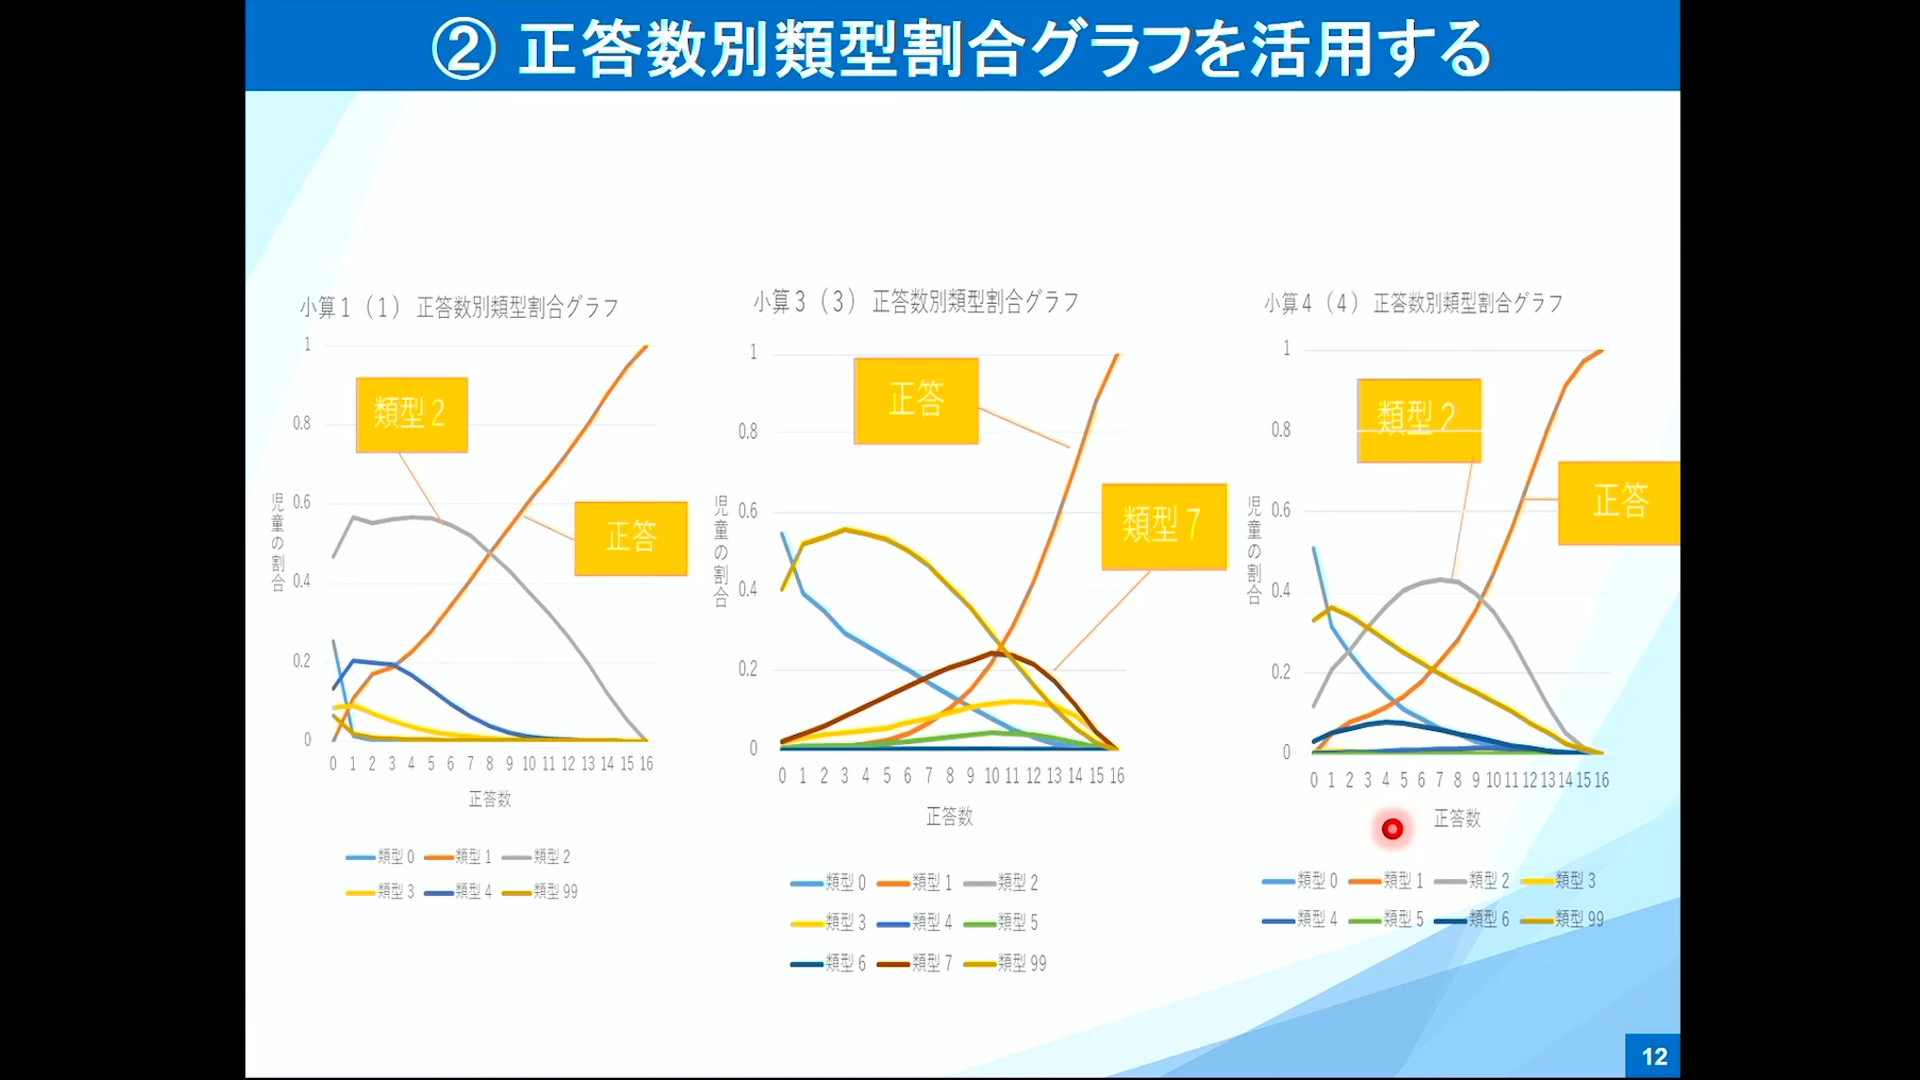 ② 正答数別類型割合グラフを活用する
小算1（1） 正答数別類型割合グラフ
1
0.8
0.6
0.4
0.2
0
児童の割合
類型2
正答
0 1 2 3 4 5 6 7 8 9 10 11 12 13 14 15 16
正答数
類型0 類型1 類型2
類型3 類型4 類型99
小算3（3） 正答数別類型割合グラフ
1
0.8
0.6
0.4
0.2
0
児童の割合
正答
類型7
0 1 2 3 4 5 6 7 8 9 10 11 12 13 14 15 16
正答数
類型0 類型1 類型2
類型3 類型4 類型5
類型6 類型7 類型99
小算4（4） 正答数別類型割合グラフ
1
0.8
0.6
0.4
0.2
0
児童の割合
類型2
正答
0 1 2 3 4 5 6 7 8 9 10 11 12 13 14 15 16
正答数
類型0 類型1 類型2 類型3
類型4 類型5 類型6 類型99
12